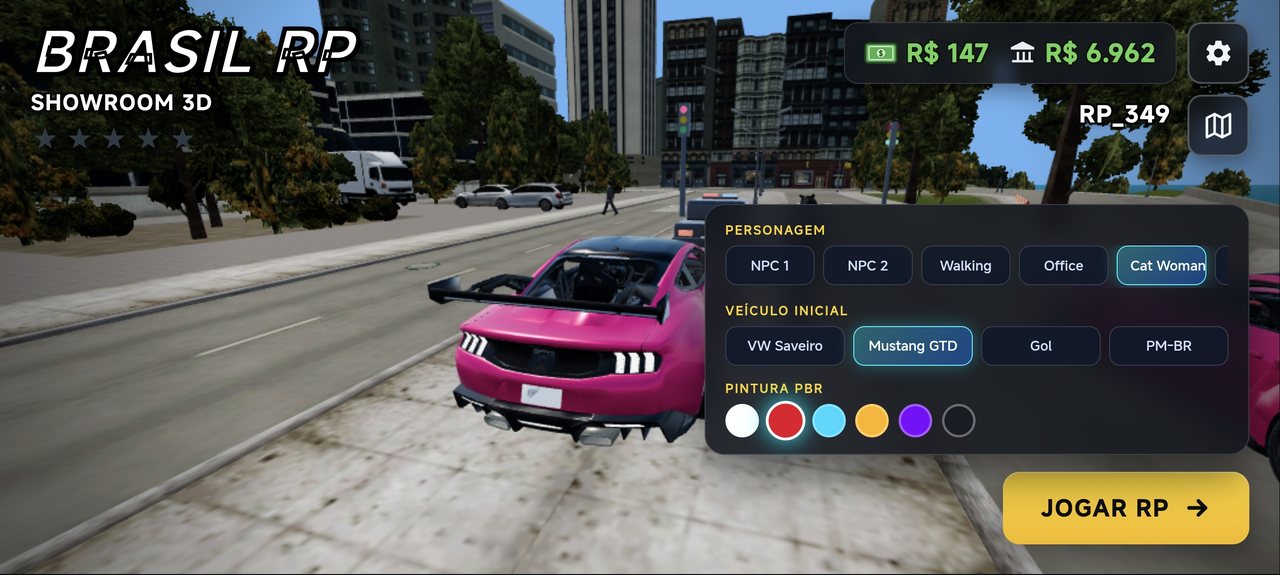 BRASIL RP
SHOWROOM 3D
R$ 147
R$ 6.962
RP_349
PERSONAGEM
NPC 1
NPC 2
Walking
Office
Cat Woman
VEÍCULO INICIAL
VW Saveiro
Mustang GTD
Gol
PM-BR
PINTURA PBR
JOGAR RP →